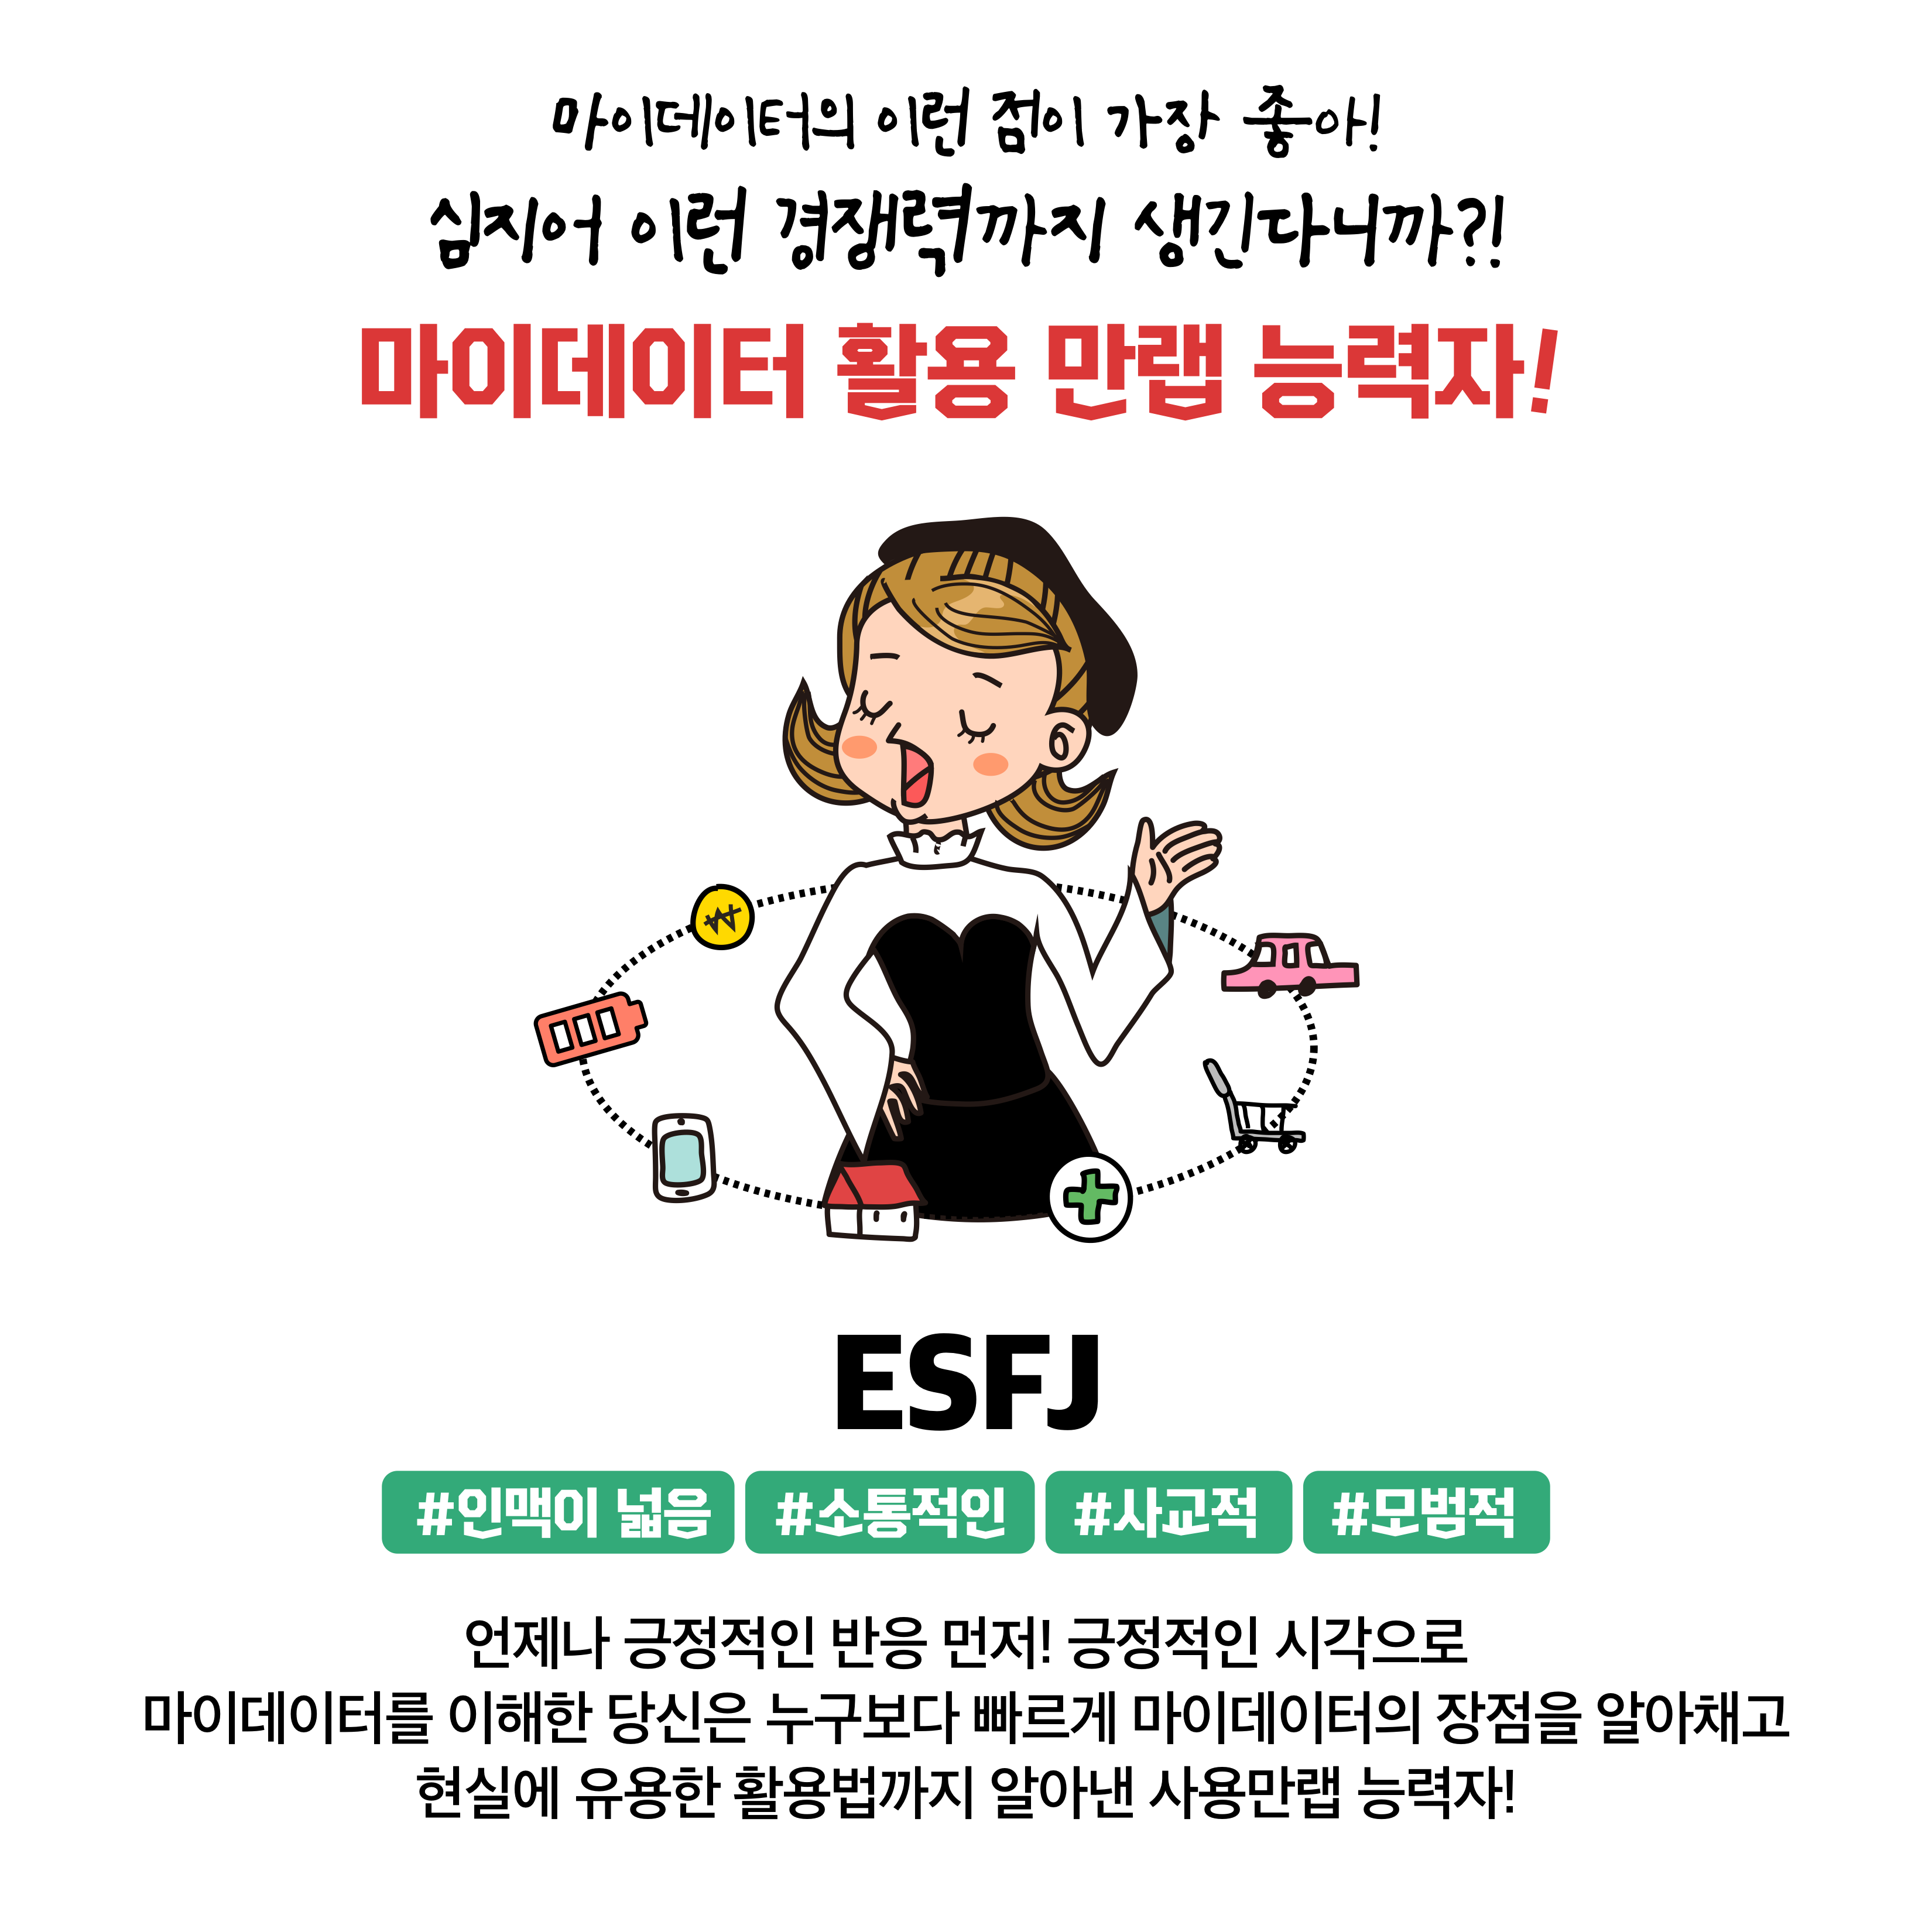 마이데이터의 이런 점이 가장 좋아!
심지어 이런 경쟁력까지 생긴다니까?!
마이데이터 활용 만랩 능력자!
₩
ESFJ
#인맥이 넓음 #소통적인 #사교적 #모범적
언제나 긍정적인 반응 먼저! 긍정적인 시각으로
마이데이터를 이해한 당신은 누구보다 빠르게 마이데이터의 장점을 알아채고
현실에 유용한 활용법까지 알아낸 사용만랩 능력자!